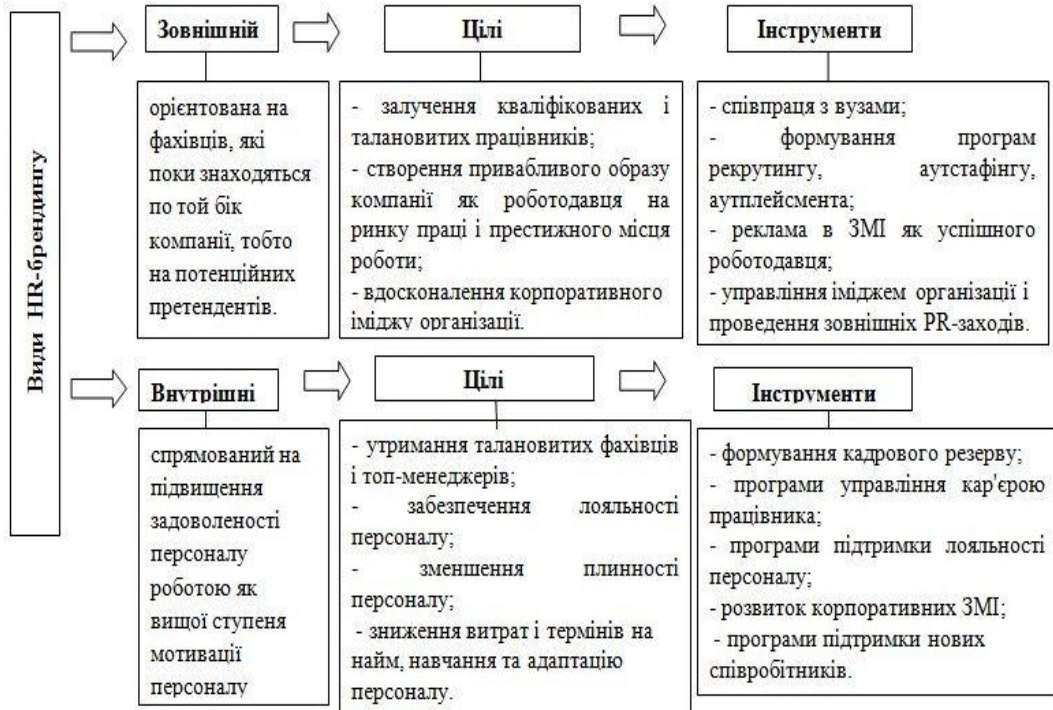 Види HR-брендингу
Зовнішній
Цілі
Інструменти
орієнтована на
фахівців, які
поки знаходяться
по той бік
компанії, тобто
на потенційних
претендентів.
- залучення кваліфікованих і
талановитих працівників;
- створення привабливого образу
компанії як роботодавця на
ринку праці і престижного місця
роботи;
- вдосконалення корпоративного
іміджу організації.
- співпраця з вузами;
- формування програм
рекрутингу, аутстафінгу,
аутплейсмента;
- реклама в ЗМІ як успішного
роботодавця;
- управління іміджем організації і
проведення зовнішніх PR-заходів.
Внутрішні
Цілі
Інструменти
спрямований на
підвищення
задоволеності
персоналу
роботою як
вищої ступеня
мотивації
персоналу
- утримання талановитих фахівців
і топ-менеджерів;
- забезпечення лояльності
персоналу;
- зменшення плинності
персоналу;
- зниження витрат і термінів на
найм, навчання та адаптацію
персоналу.
- формування кадрового резерву;
- програми управління кар'єрою
працівника;
- програми підтримки лояльності
персоналу;
- розвиток корпоративних ЗМІ;
- програми підтримки нових
співробітників.